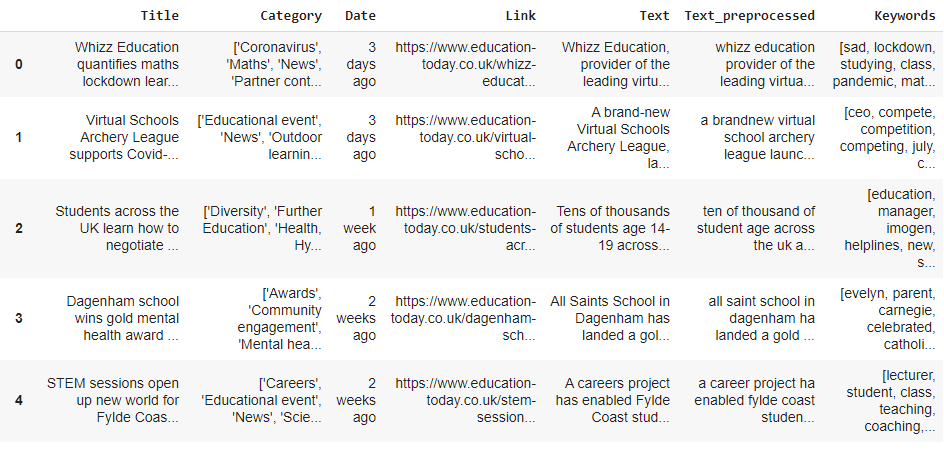 Title Category Date Link Text Text_preprocessed Keywords
0 Whizz Education quantifies maths lockdown lear... ['Coronavirus', 'Maths', 'News', 'Partner cont... 3 days ago https://www.education-today.co.uk/whizz-educat... Whizz Education, provider of the leading virtu... whizz education provider of the leading virtua... [sad, lockdown, studying, class, pandemic, mat...
1 Virtual Schools Archery League supports Covid-... ['Educational event', 'News', 'Outdoor learnin... 3 days ago https://www.education-today.co.uk/virtual-scho... A brand-new Virtual Schools Archery League, la... a brandnew virtual school archery league launc... [ceo, compete, competition, competing, july, c...
2 Students across the UK learn how to negotiate ... ['Diversity', 'Further Education', 'Health, Hy... 1 week ago https://www.education-today.co.uk/students-acr... Tens of thousands of students age 14-19 across... ten of thousand of student age across the uk a... [education, manager, imogen, helplines, new, s...
3 Dagenham school wins gold mental health award ... ['Awards', 'Community engagement', 'Mental hea... 2 weeks ago https://www.education-today.co.uk/dagenham-sch... All Saints School in Dagenham has landed a gol... all saint school in dagenham ha landed a gold ... [evelyn, parent, carnegie, celebrated, catholi...
4 STEM sessions open up new world for Fylde Coas... ['Careers', 'Educational event', 'News', 'Scie... 2 weeks ago https://www.education-today.co.uk/stem-session... A careers project has enabled Fylde Coast stud... a career project ha enabled fylde coast studen... [lecturer, student, class, teaching, coaching,...